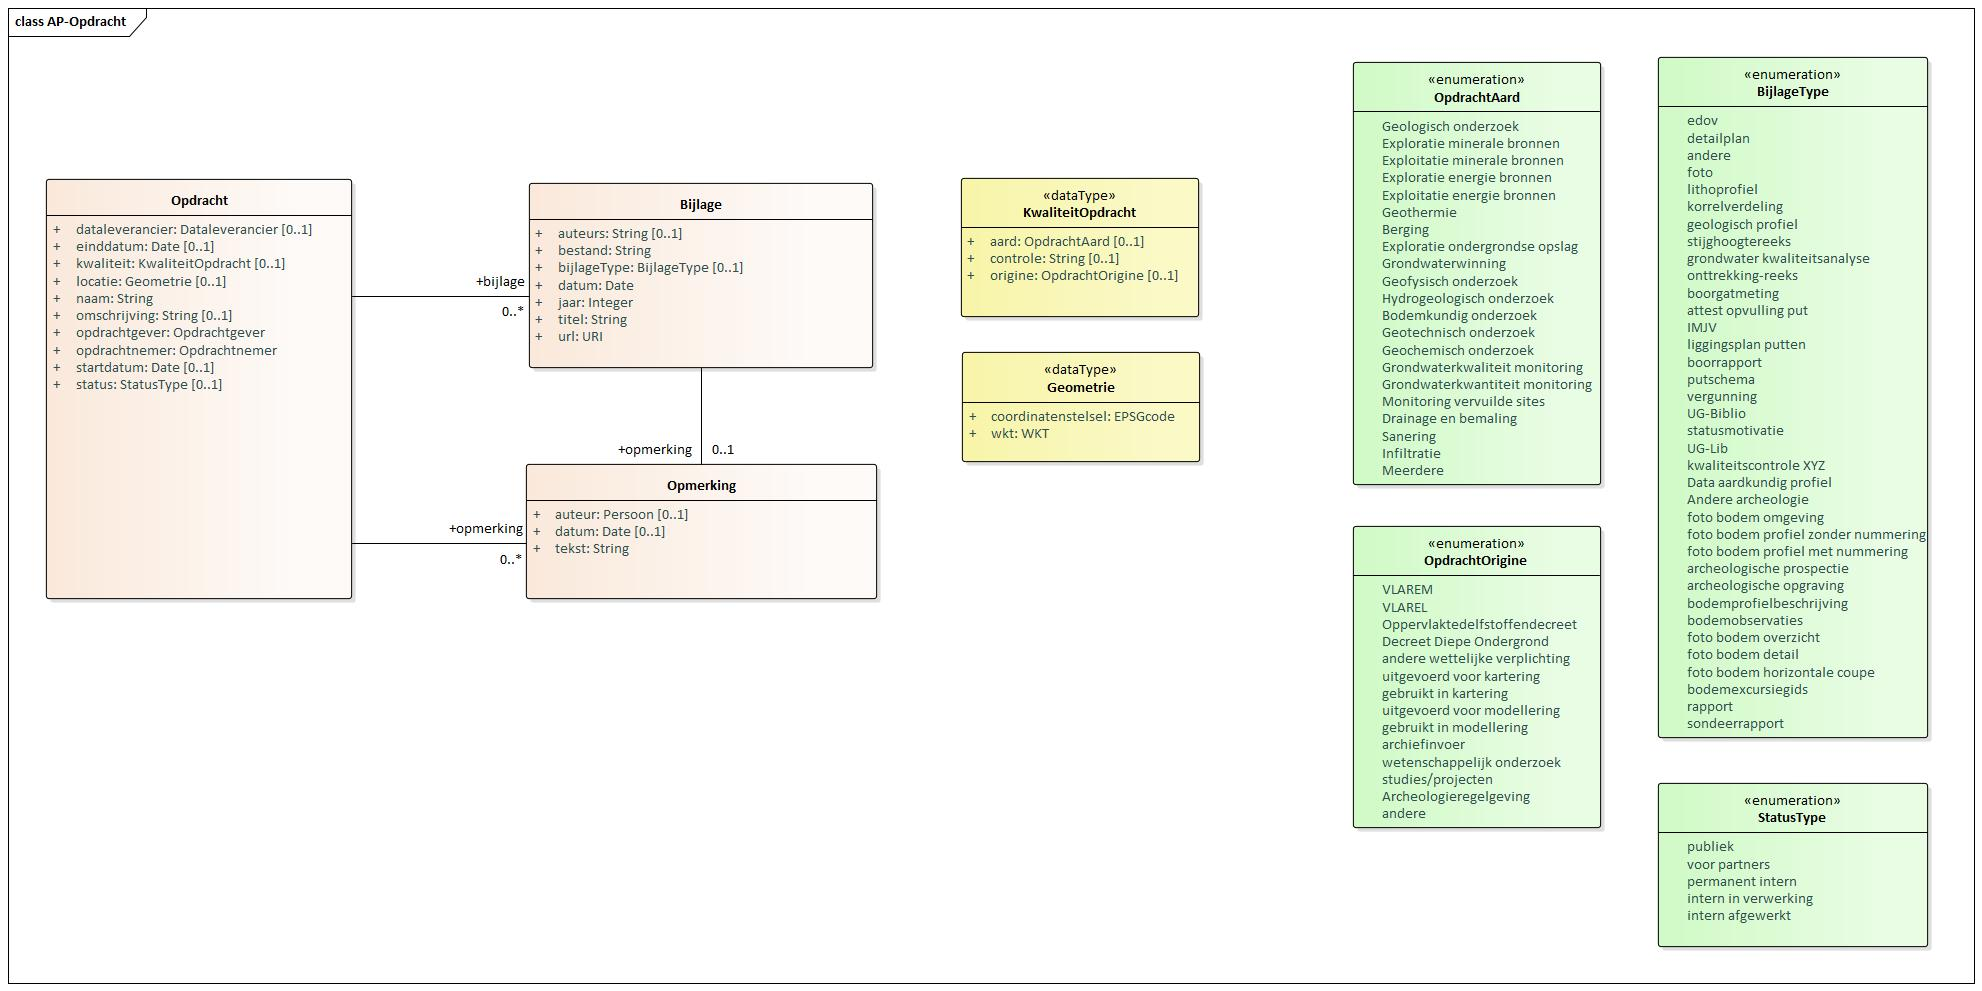 class AP-Opdracht
Opdracht
+ dataleverancier: Dataleverancier [0..1]
+ einddatum: Date [0..1]
+ kwaliteit: KwaliteitOpdracht [0..1]
+ locatie: Geometrie [0..1]
+ naam: String
+ omschrijving: String [0..1]
+ opdrachtgever: Opdrachtgever
+ opdrachtnemer: Opdrachtnemer
+ startdatum: Date [0..1]
+ status: StatusType [0..1]
+bijlage
0..*
Bijlage
+ auteurs: String [0..1]
+ bestand: String
+ bijlageType: BijlageType [0..1]
+ datum: Date
+ jaar: Integer
+ titel: String
+ url: URI
+opmerking 0..1
+opmerking
0..*
Opmerking
+ auteur: Persoon [0..1]
+ datum: Date [0..1]
+ tekst: String
«dataType»
KwaliteitOpdracht
+ aard: OpdrachtAard [0..1]
+ controle: String [0..1]
+ origine: OpdrachtOrigine [0..1]
«dataType»
Geometrie
+ coordinatenstelsel: EPSGcode
+ wkt: WKT
«enumeration»
OpdrachtAard
Geologisch onderzoek
Exploratie minerale bronnen
Exploitatie minerale bronnen
Exploratie energie bronnen
Exploitatie energie bronnen
Geothermie
Berging
Exploratie ondergrondse opslag
Grondwaterwinning
Geofysisch onderzoek
Hydrogeologisch onderzoek
Bodemkundig onderzoek
Geotechnisch onderzoek
Geochemisch onderzoek
Grondwaterkwaliteit monitoring
Grondwaterkwantiteit monitoring
Monitoring vervuilde sites
Drainage en bemaling
Sanering
Infiltratie
Meerdere
«enumeration»
OpdrachtOrigine
VLAREM
VLAREL
Oppervlaktedelfstoffendecreet
Decreet Diepe Ondergrond
andere wettelijke verplichting
uitgevoerd voor kartering
gebruikt in kartering
uitgevoerd voor modellering
gebruikt in modellering
archiefinvoer
wetenschappelijk onderzoek
studies/projecten
Archeologieregelgeving
andere
«enumeration»
BijlageType
edov
detailplan
andere
foto
lithoprofiel
korrelverdeling
geologisch profiel
stijghoogtereeks
grondwater kwaliteitsanalyse
onttrekking-reeks
boorgatmeting
attest opvulling put
IMJV
liggingsplan putten
boorrapport
putschema
vergunning
UG-Biblio
statusmotivatie
UG-Lib
kwaliteitscontrole XYZ
Data aardkundig profiel
Andere archeologie
foto bodem omgeving
foto bodem profiel zonder nummering
foto bodem profiel met nummering
archeologische prospectie
archeologische opgraving
bodemprofielbeschrijving
bodemobservaties
foto bodem overzicht
foto bodem detail
foto bodem horizontale coupe
bodemexcursiegids
rapport
sondeerrapport
«enumeration»
StatusType
publiek
voor partners
permanent intern
intern in verwerking
intern afgewerkt